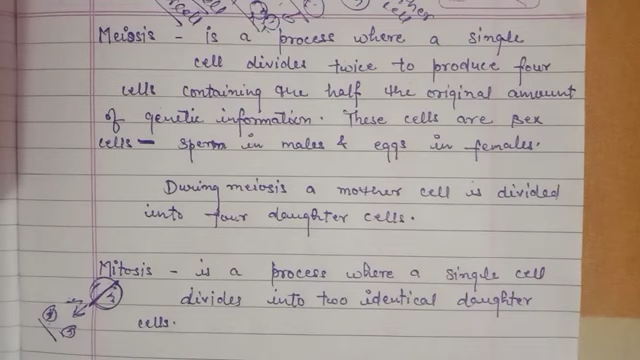 cell
Meiosis - is a process where a single
cell divides twice to produce four
cells containing the half the original amount
of genetic information. These cells are sex
cells - sperm in males & eggs in females.
During meiosis a mother cell is divided
into four daughter cells.
Mitosis - is a process where a single cell
divides into two identical daughter
cells.